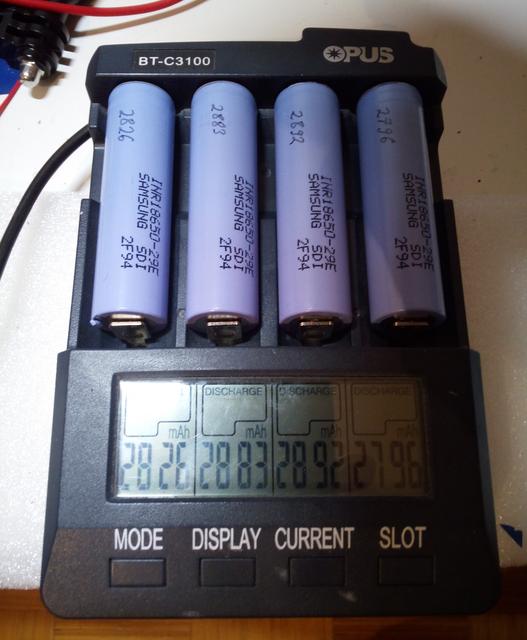 BT-C3100
OPUS
2826
2883
2892
2796
INR18650-29E
SAMSUNG SDI
2F94
INR18650-29E
SAMSUNG SDI
2F94
INR18650-29E
SAMSUNG SDI
2F94
INR18650-29E
SAMSUNG SDI
2F94
DISCHARGE DISCHARGE DISCHARGE
mAh mAh mAh mAh
2826 2883 2892 2796
MODE DISPLAY CURRENT SLOT